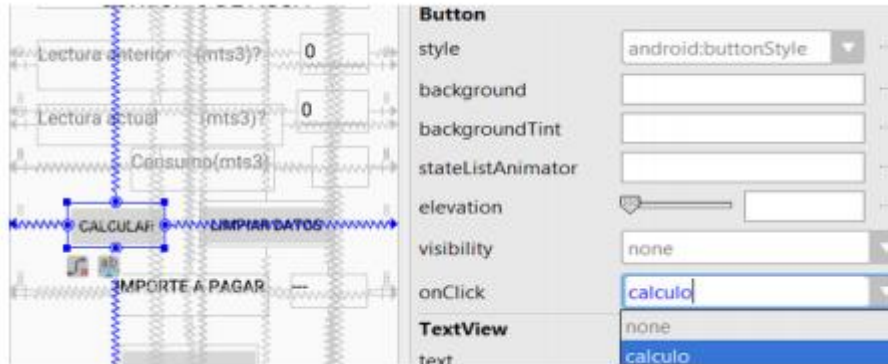 Button
style android:buttonStyle
background
backgroundTint
stateListAnimator
elevation
visibility none
onClick calculo
none
TextView
text calculo
Lectura anterior (mts3)? 0
Lectura actual (mts3)? 0
Consumo(mts3)
CALCULAR LIMPIAR DATOS
IMPORTE A PAGAR ---